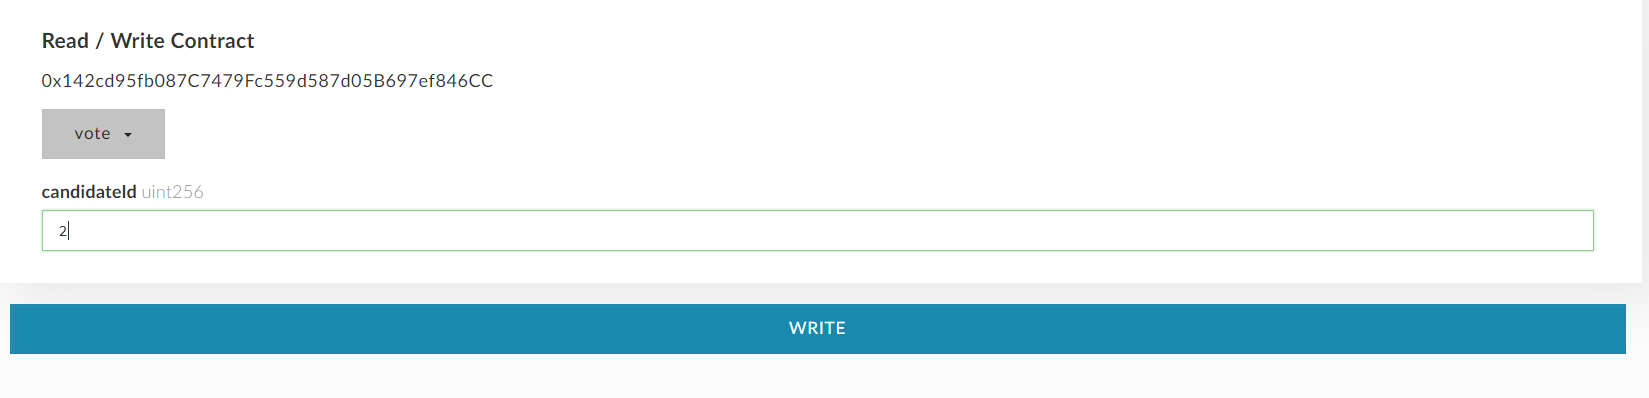 Read / Write Contract
0x142cd95fb087C7479Fc559d587d05B697ef846CC
vote
candidateId uint256
2
WRITE